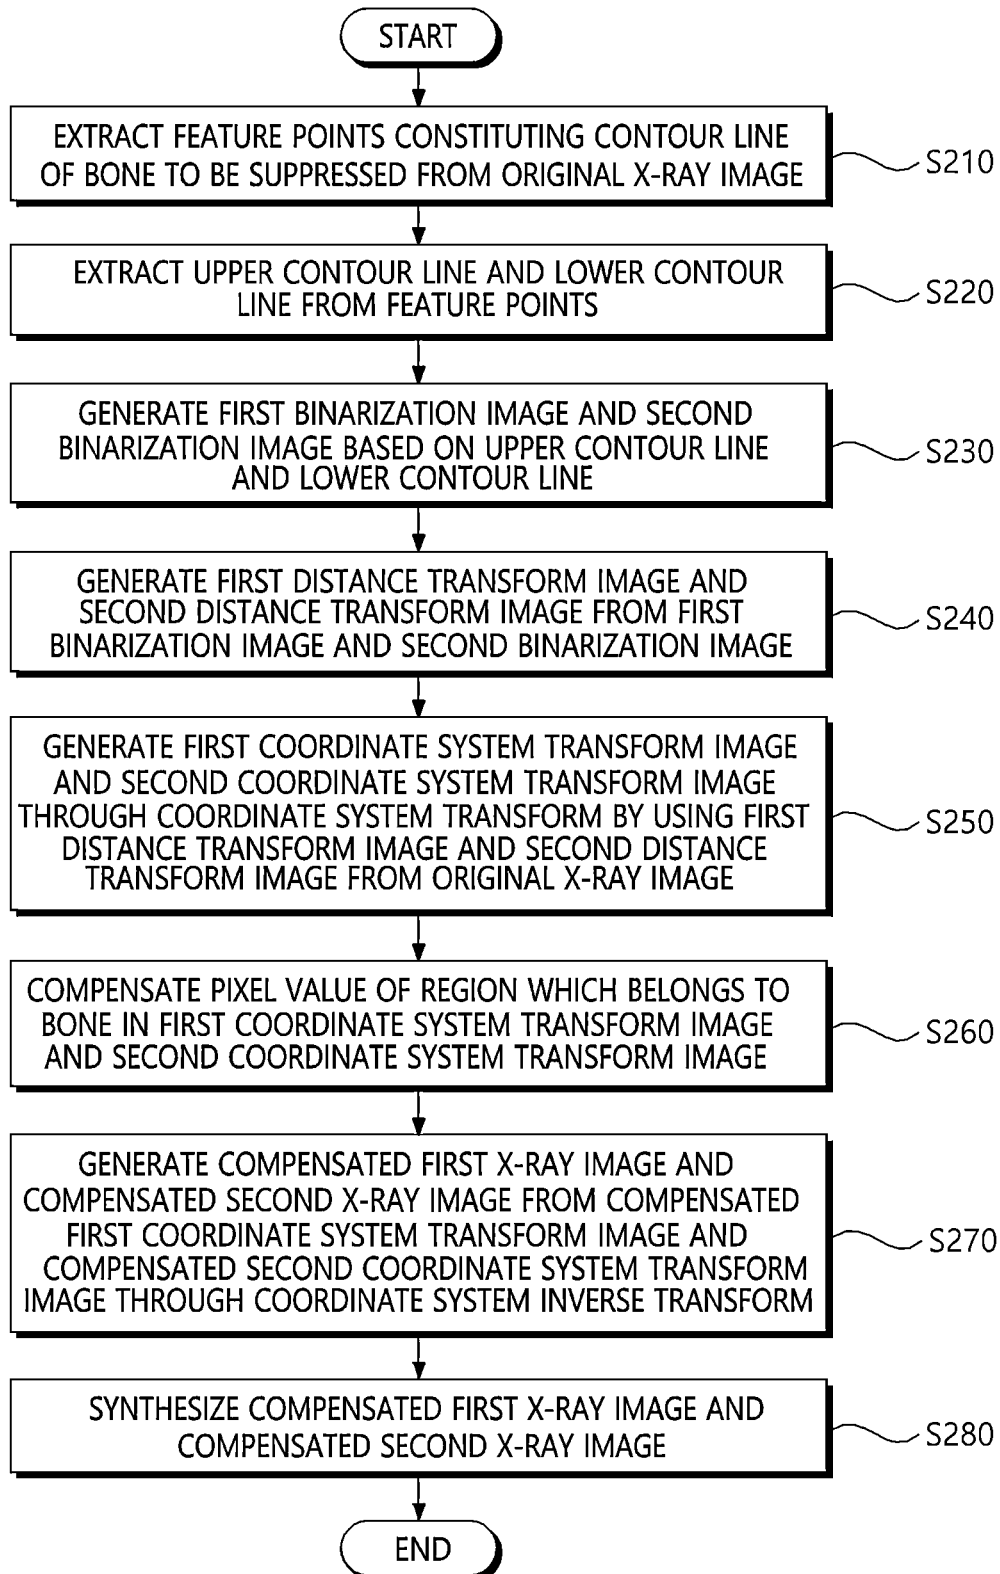 START
EXTRACT FEATURE POINTS CONSTITUTING CONTOUR LINE
OF BONE TO BE SUPPRESSED FROM ORIGINAL X-RAY IMAGE
S210
EXTRACT UPPER CONTOUR LINE AND LOWER CONTOUR
LINE FROM FEATURE POINTS
S220
GENERATE FIRST BINARIZATION IMAGE AND SECOND
BINARIZATION IMAGE BASED ON UPPER CONTOUR LINE
AND LOWER CONTOUR LINE
S230
GENERATE FIRST DISTANCE TRANSFORM IMAGE AND
SECOND DISTANCE TRANSFORM IMAGE FROM FIRST
BINARIZATION IMAGE AND SECOND BINARIZATION IMAGE
S240
GENERATE FIRST COORDINATE SYSTEM TRANSFORM IMAGE
AND SECOND COORDINATE SYSTEM TRANSFORM IMAGE
THROUGH COORDINATE SYSTEM TRANSFORM BY USING FIRST
DISTANCE TRANSFORM IMAGE AND SECOND DISTANCE
TRANSFORM IMAGE FROM ORIGINAL X-RAY IMAGE
S250
COMPENSATE PIXEL VALUE OF REGION WHICH BELONGS TO
BONE IN FIRST COORDINATE SYSTEM TRANSFORM IMAGE
AND SECOND COORDINATE SYSTEM TRANSFORM IMAGE
S260
GENERATE COMPENSATED FIRST X-RAY IMAGE AND
COMPENSATED SECOND X-RAY IMAGE FROM COMPENSATED
FIRST COORDINATE SYSTEM TRANSFORM IMAGE AND
COMPENSATED SECOND COORDINATE SYSTEM TRANSFORM
IMAGE THROUGH COORDINATE SYSTEM INVERSE TRANSFORM
S270
SYNTHESIZE COMPENSATED FIRST X-RAY IMAGE AND
COMPENSATED SECOND X-RAY IMAGE
S280
END